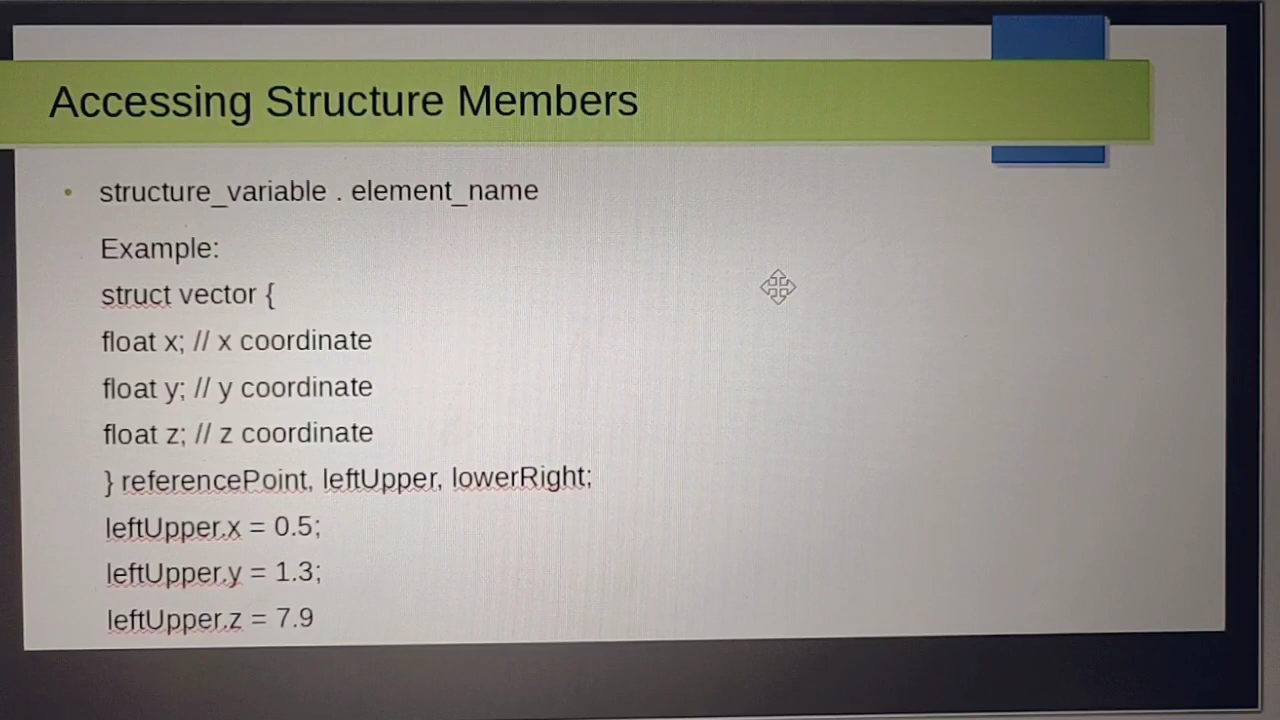 Accessing Structure Members
• structure_variable . element_name
Example:
struct vector {
float x; // x coordinate
float y; // y coordinate
float z; // z coordinate
} referencePoint, leftUpper, lowerRight;
leftUpper.x = 0.5;
leftUpper.y = 1.3;
leftUpper.z = 7.9